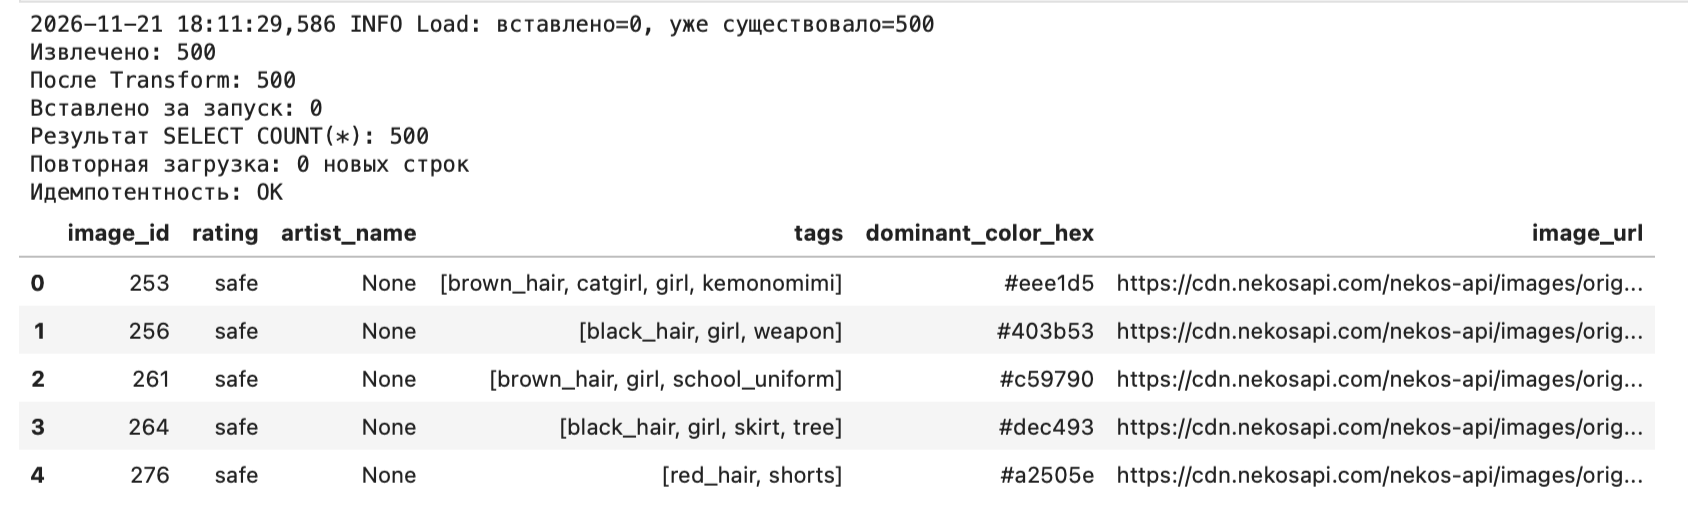 2026-11-21 18:11:29,586 INFO Load: вставлено=0, уже существовало=500
Извлечено: 500
После Transform: 500
Вставлено за запуск: 0
Результат SELECT COUNT(*): 500
Повторная загрузка: 0 новых строк
Идемпотентность: OK
image_id rating artist_name tags dominant_color_hex image_url
0 253 safe None [brown_hair, catgirl, girl, kemonomimi] #eee1d5 https://cdn.nekosapi.com/nekos-api/images/orig...
1 256 safe None [black_hair, girl, weapon] #403b53 https://cdn.nekosapi.com/nekos-api/images/orig...
2 261 safe None [brown_hair, girl, school_uniform] #c59790 https://cdn.nekosapi.com/nekos-api/images/orig...
3 264 safe None [black_hair, girl, skirt, tree] #dec493 https://cdn.nekosapi.com/nekos-api/images/orig...
4 276 safe None [red_hair, shorts] #a2505e https://cdn.nekosapi.com/nekos-api/images/orig...